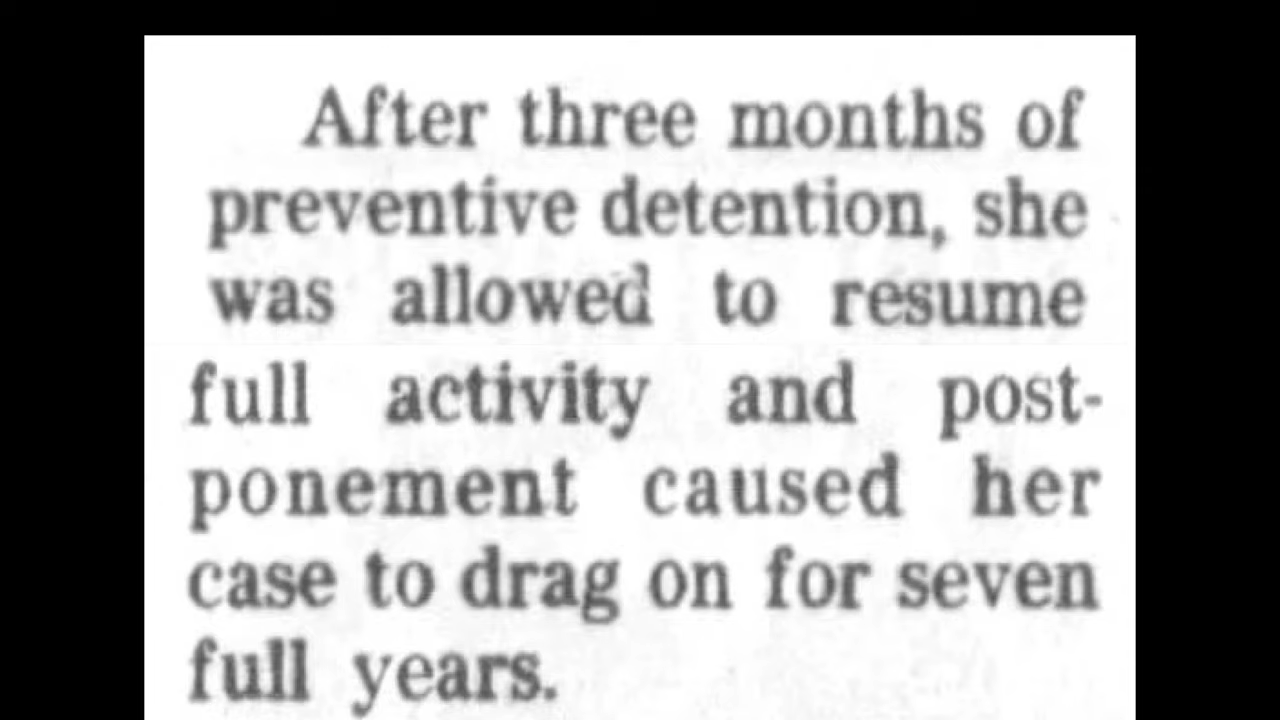 After three months of
preventive detention, she
was allowed to resume
full activity and post-
ponement caused her
case to drag on for seven
full years.